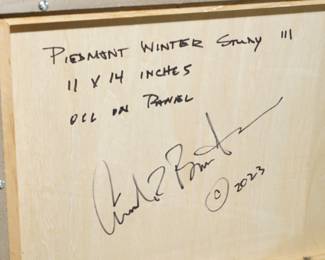 PIEDMONT WINTER STUDY III
11 X 14 INCHES
OIL ON PANEL
© 2023